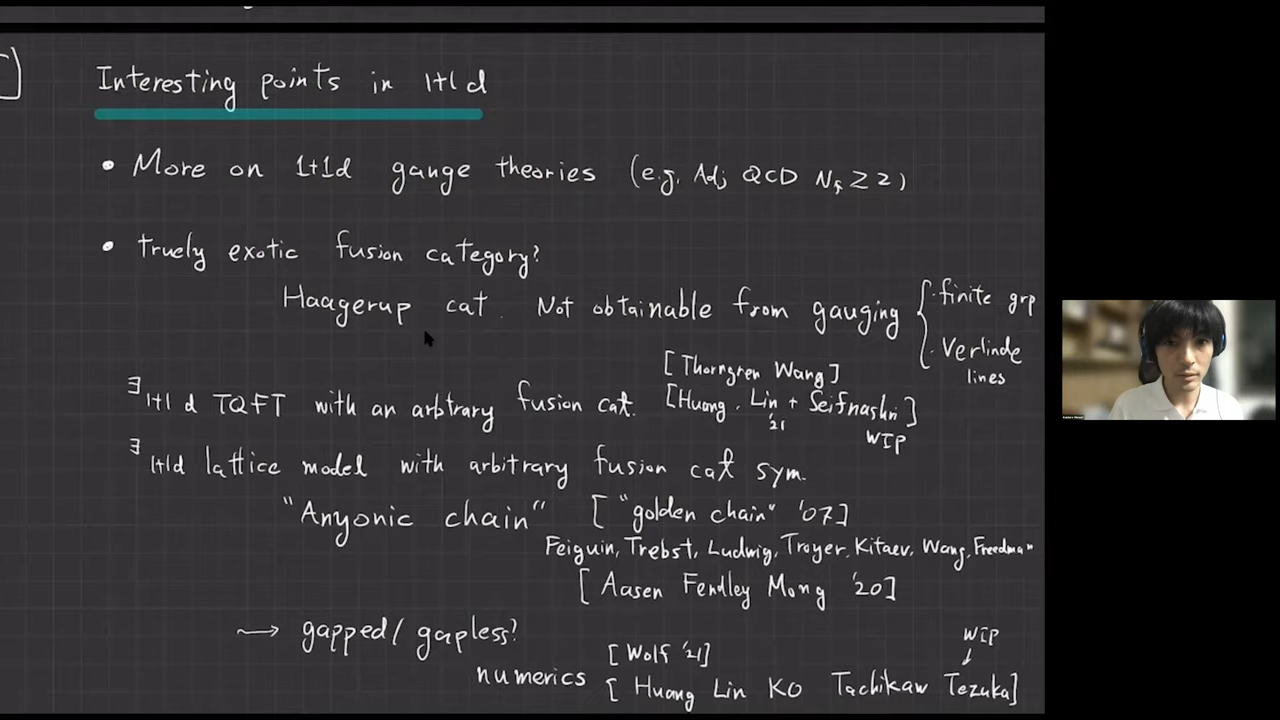 Interesting points in 1+1 d
• More on 1+1d gauge theories (e.g. Adj QCD Nf ≥ 2)
• truely exotic fusion category?
Haagerup cat. Not obtainable from gauging { · finite grp
· Verlinde lines
[Thorngren Wang]
∃ 1+1 d TQFT with an arbtrary fusion cat. [Huang, Lin + Seifnashri]
'21
WIP
∃ 1+1d lattice model with arbitrary fusion cat sym.
"Anyonic chain" ["golden chain" '07]
Feiguin, Trebst, Ludwig, Troyer, Kitaev, Wang, Freedman
[Aasen Fendley Mong '20]
→ gapped/gapless?
WIP
↓
numerics [Wolf '21]
[Huang Lin KO Tachikaw Tezuka]